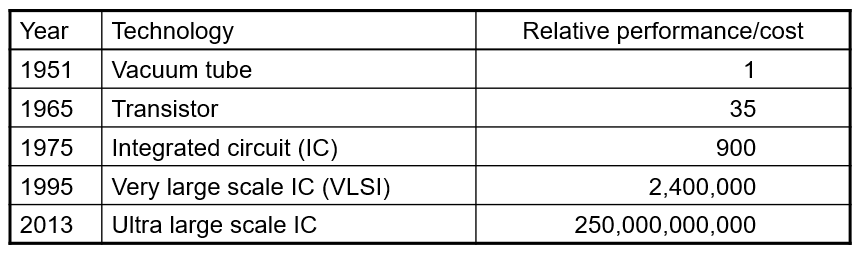 Year Technology Relative performance/cost
1951 Vacuum tube 1
1965 Transistor 35
1975 Integrated circuit (IC) 900
1995 Very large scale IC (VLSI) 2,400,000
2013 Ultra large scale IC 250,000,000,000